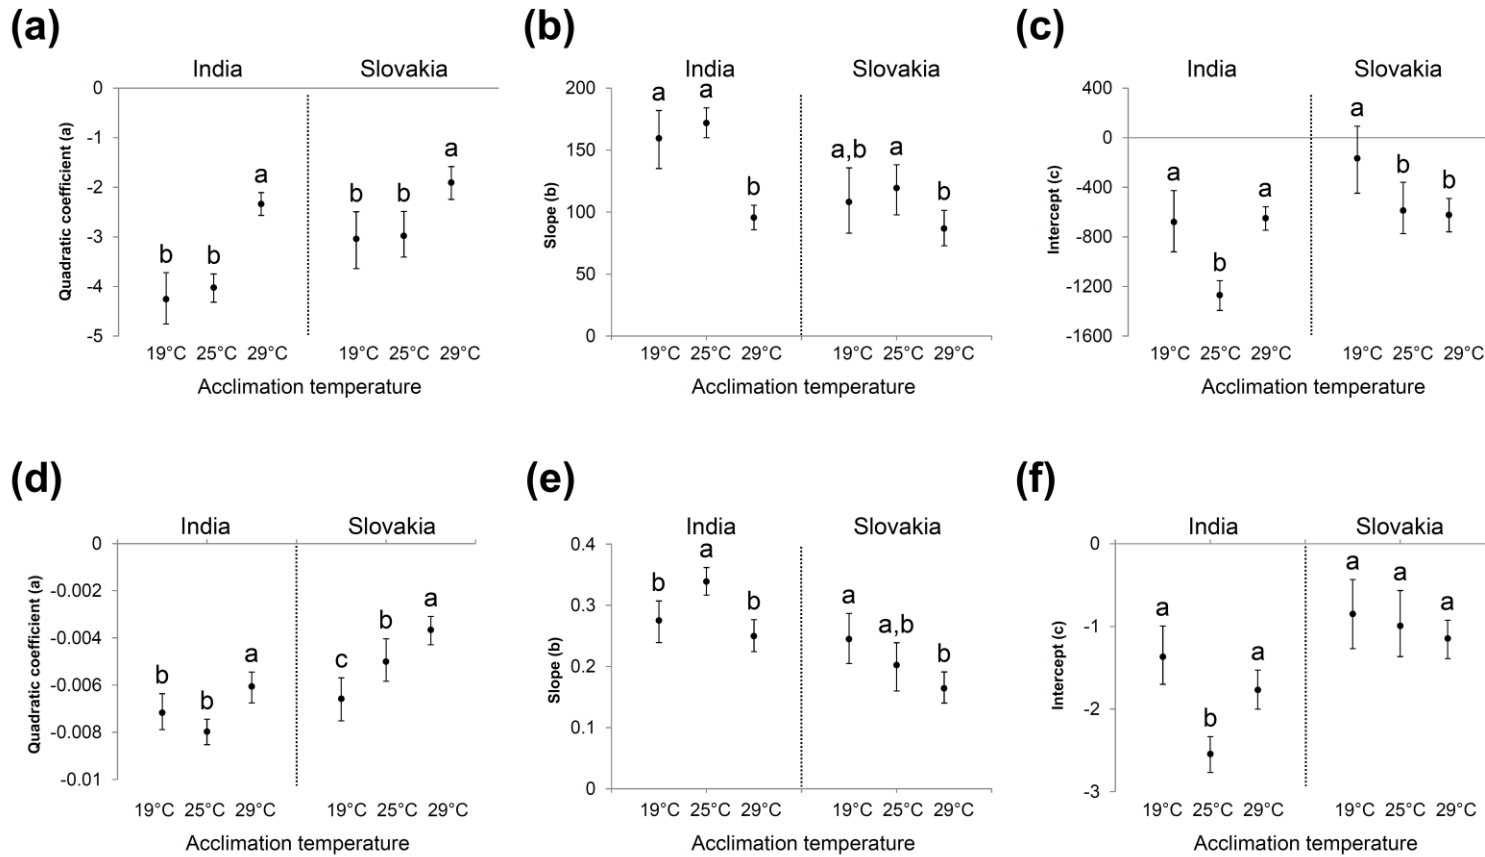 (a)
India Slovakia
Quadratic coefficient (a)
0
-1
-2
-3
-4
-5
b b a b b a
19°C 25°C 29°C 19°C 25°C 29°C
Acclimation temperature
(b)
India Slovakia
Slope (b)
200
150
100
50
0
a a b a,b a b
19°C 25°C 29°C 19°C 25°C 29°C
Acclimation temperature
(c)
India Slovakia
Intercept (c)
400
0
-400
-800
-1200
-1600
a b a a b b
19°C 25°C 29°C 19°C 25°C 29°C
Acclimation temperature
(d)
India Slovakia
Quadratic coefficient (a)
0
-0.002
-0.004
-0.006
-0.008
-0.01
b b a c b a
19°C 25°C 29°C 19°C 25°C 29°C
Acclimation temperature
(e)
India Slovakia
Slope (b)
0.4
0.3
0.2
0.1
0
b a b a a,b b
19°C 25°C 29°C 19°C 25°C 29°C
Acclimation temperature
(f)
India Slovakia
Intercept (c)
0
-1
-2
-3
a b a a a a
19°C 25°C 29°C 19°C 25°C 29°C
Acclimation temperature